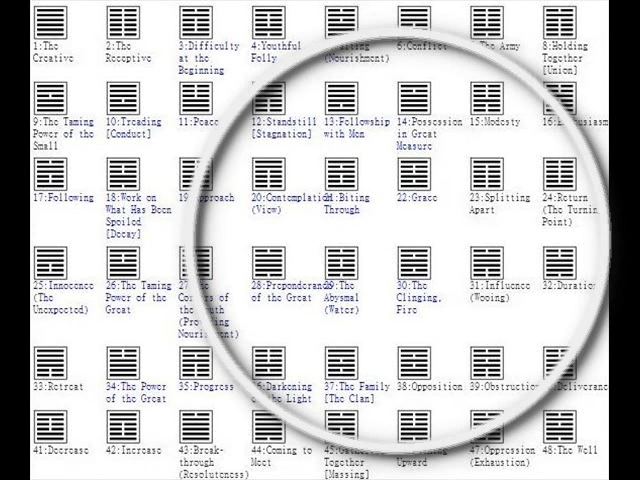 1:The Creative
2:The Receptive
3:Difficulty at the Beginning
4:Youthful Folly
(Nourishment)
6:Conflict
The Army
8:Holding Together [Union]
9:The Taming Power of the Small
10:Treading [Conduct]
11:Peace
12:Standstill [Stagnation]
13:Fellowship with Men
14:Possession in Great Measure
15:Modesty
16:
17:Following
18:Work on What Has Been Spoiled [Decay]
19
20:Contemplation (View)
21:Biting Through
22:Grace
23:Splitting Apart
24:Return (The Turning Point)
25:Innocence (The Unexpected)
26:The Taming Power of the Great
27 of the
28:Preponderance of the Great
29:The Abysmal (Water)
30:The Clinging, Fire
31:Influence (Wooing)
32:Duration
33:Retreat
34:The Power of the Great
35:Progress
Darkening the Light
37:The Family [The Clan]
38:Opposition
39:Obstruction
Deliverance
41:Decrease
42:Increase
43:Break-through (Resoluteness)
44:Coming to Meet
Together [Massing]
Upward
47:Oppression (Exhaustion)
48:The Well